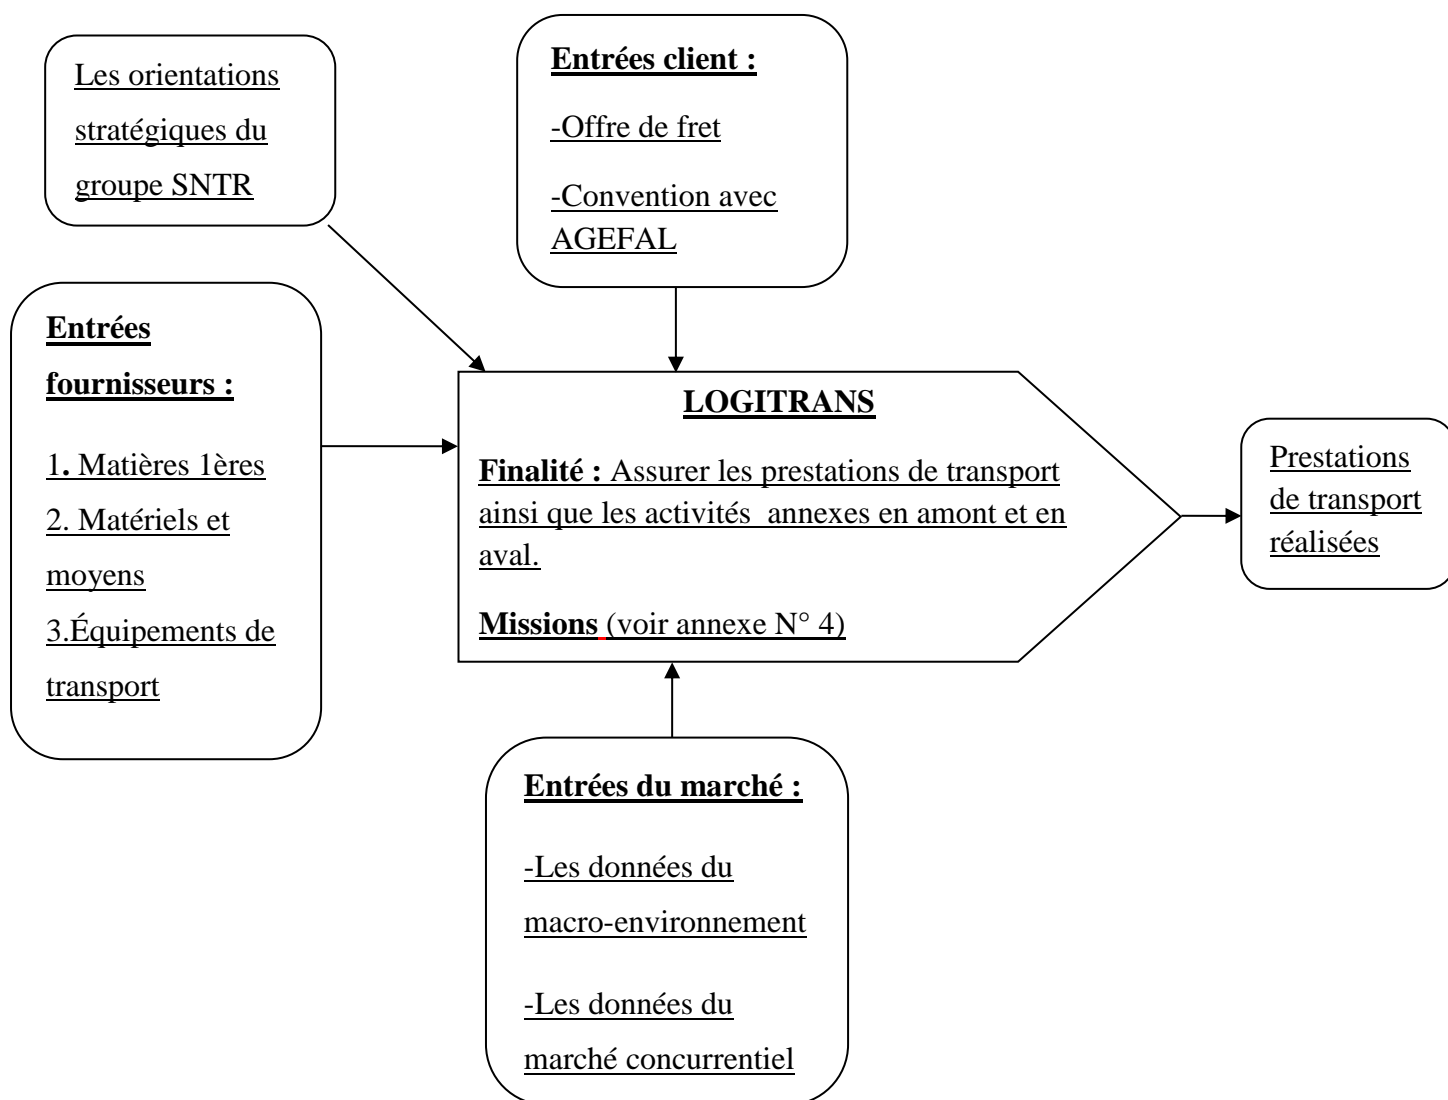 Les orientations
stratégiques du
groupe SNTR
Entrées client :
-Offre de fret
-Convention avec
AGEFAL
Entrées
fournisseurs :
1. Matières 1ères
2. Matériels et
moyens
3.Équipements de
transport
LOGITRANS
Finalité : Assurer les prestations de transport
ainsi que les activités  annexes en amont et en
aval.
Missions (voir annexe N° 4)
Prestations
de transport
réalisées
Entrées du marché :
-Les données du
macro-environnement
-Les données du
marché concurrentiel